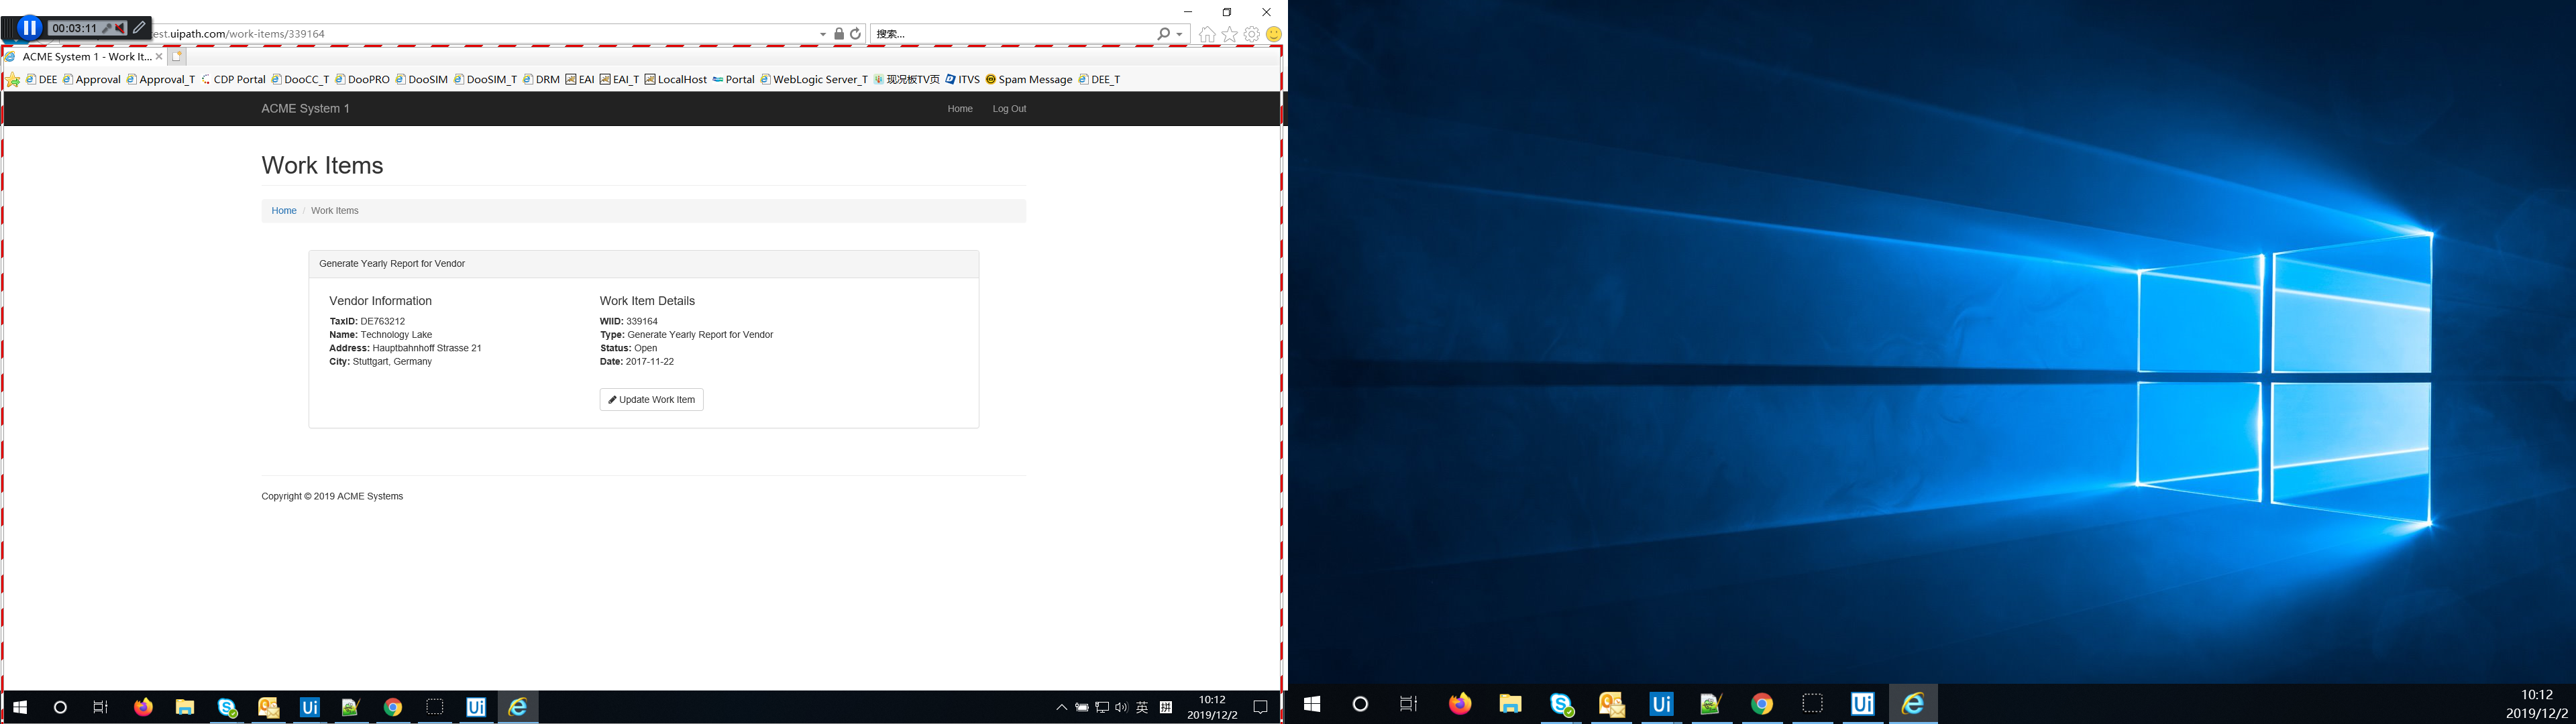 00:03:11
est.uipath.com/work-items/339164
搜索...
ACME System 1 - Work It...
DEE Approval Approval_T CDP Portal DooCC_T DooPRO DooSIM DooSIM_T DRM EAI EAI_T LocalHost Portal WebLogic Server_T 现况板TV页 ITVS Spam Message DEE_T
ACME System 1 Home Log Out
Work Items
Home / Work Items
Generate Yearly Report for Vendor
Vendor Information
TaxID: DE763212
Name: Technology Lake
Address: Hauptbahnhoff Strasse 21
City: Stuttgart, Germany
Work Item Details
WIID: 339164
Type: Generate Yearly Report for Vendor
Status: Open
Date: 2017-11-22
Update Work Item
Copyright © 2019 ACME Systems
Ui Ui 英 拼 10:12
2019/12/2
Ui Ui 10:12
2019/12/2